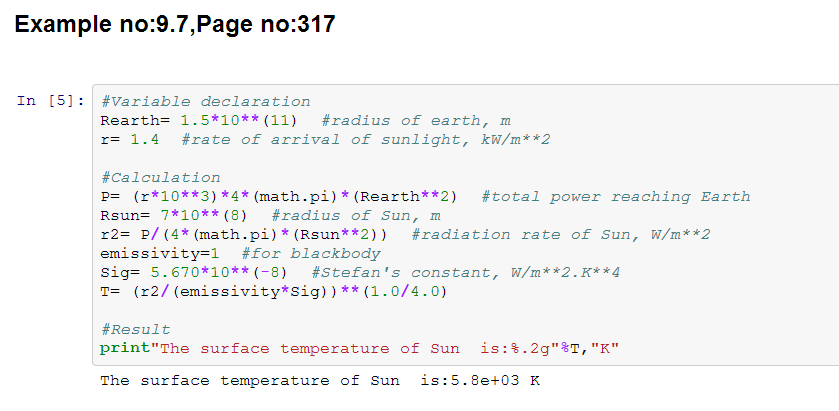 Example no:9.7,Page no:317
In [5]: #Variable declaration
Rearth= 1.5*10**(11)  #radius of earth, m
r= 1.4  #rate of arrival of sunlight, kW/m**2
#Calculation
P= (r*10**3)*4*(math.pi)*(Rearth**2)  #total power reaching Earth
Rsun= 7*10**(8)  #radius of Sun, m
r2= P/(4*(math.pi)*(Rsun**2))  #radiation rate of Sun, W/m**2
emissivity=1  #for blackbody
Sig= 5.670*10**(-8)  #Stefan's constant, W/m**2.K**4
T= (r2/(emissivity*Sig))**(1.0/4.0)
#Result
print"The surface temperature of Sun  is:%.2g"%T,"K"
The surface temperature of Sun  is:5.8e+03 K